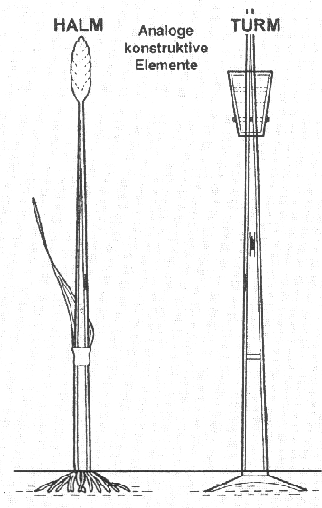 HALM
Analoge
konstruktive
Elemente
TURM